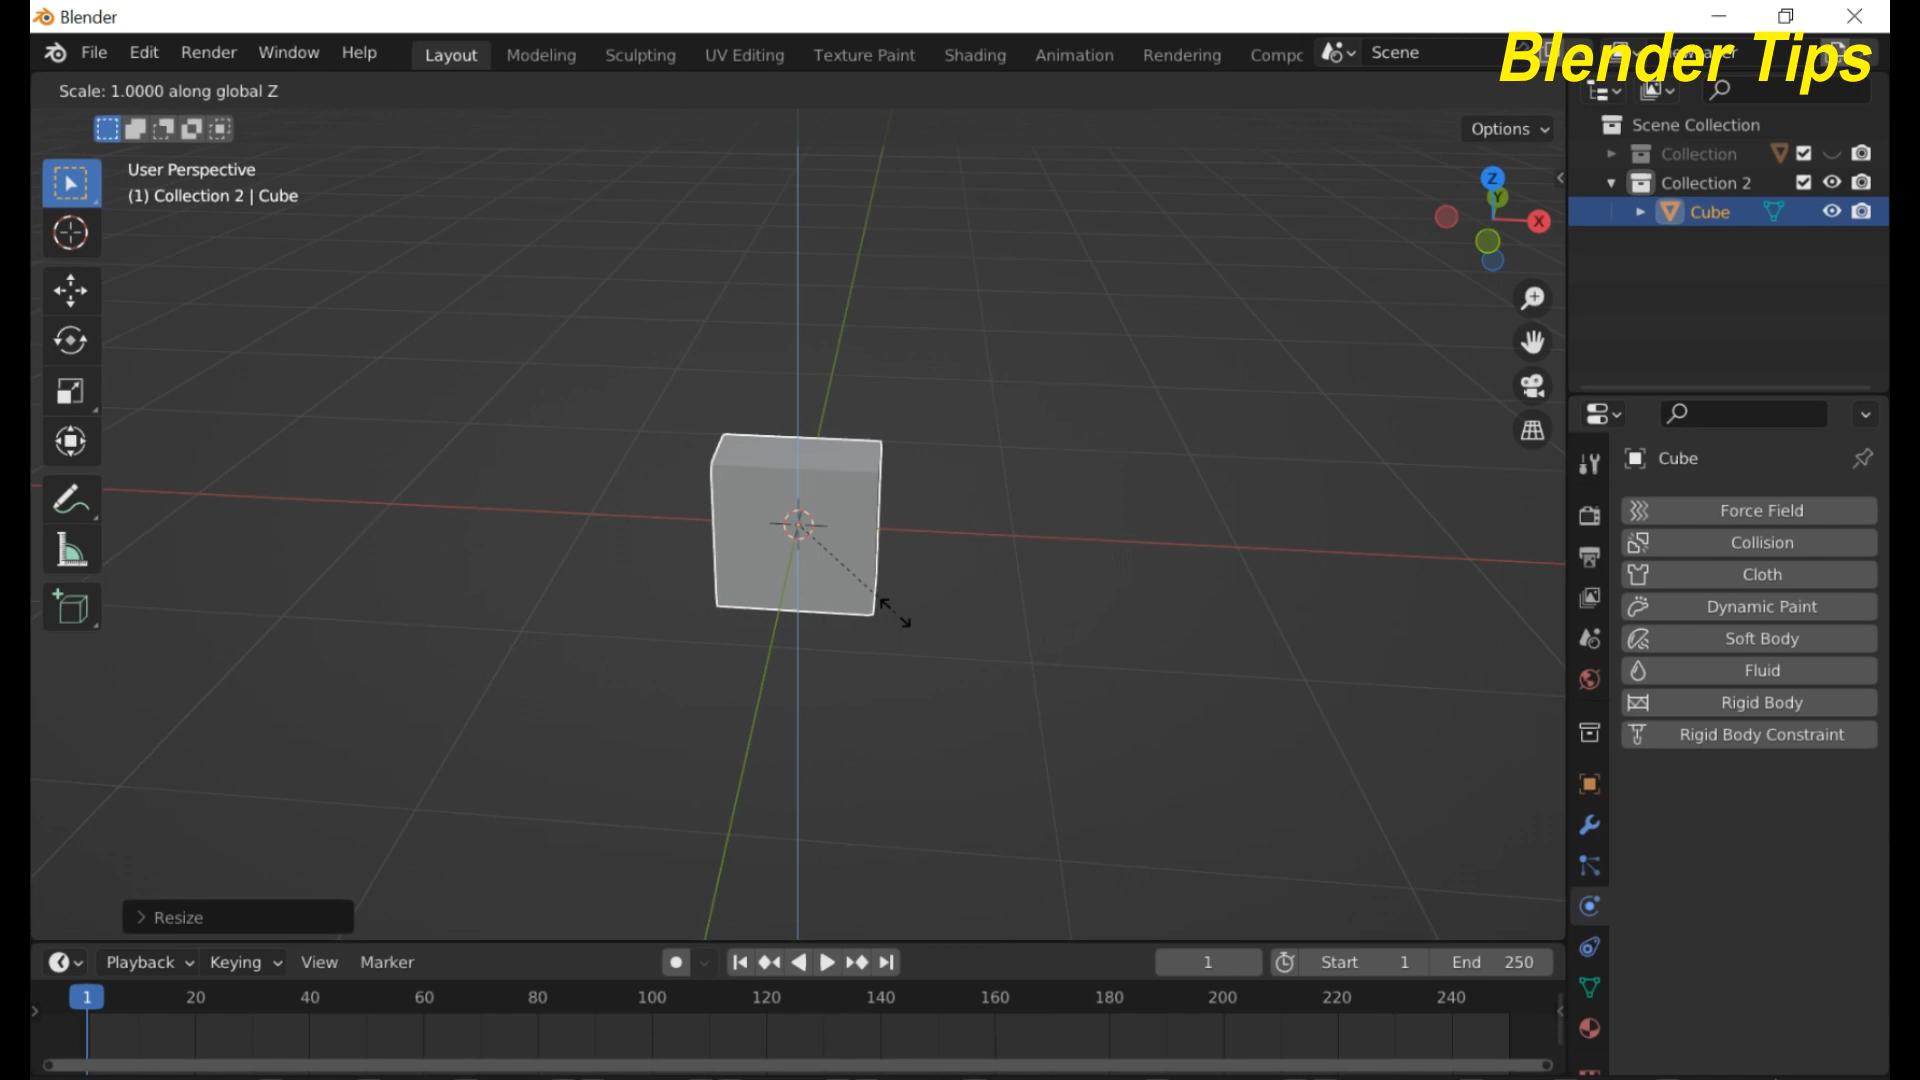 Blender
File Edit Render Window Help Layout Modeling Sculpting UV Editing Texture Paint Shading Animation Rendering Compc Scene
Blender Tips
Scale: 1.0000 along global Z
Options
User Perspective
(1) Collection 2 | Cube
Z
Y
X
Scene Collection
Collection
Collection 2
Cube
Cube
Force Field
Collision
Cloth
Dynamic Paint
Soft Body
Fluid
Rigid Body
Rigid Body Constraint
Resize
Playback Keying View Marker 1 Start 1 End 250
1 20 40 60 80 100 120 140 160 180 200 220 240